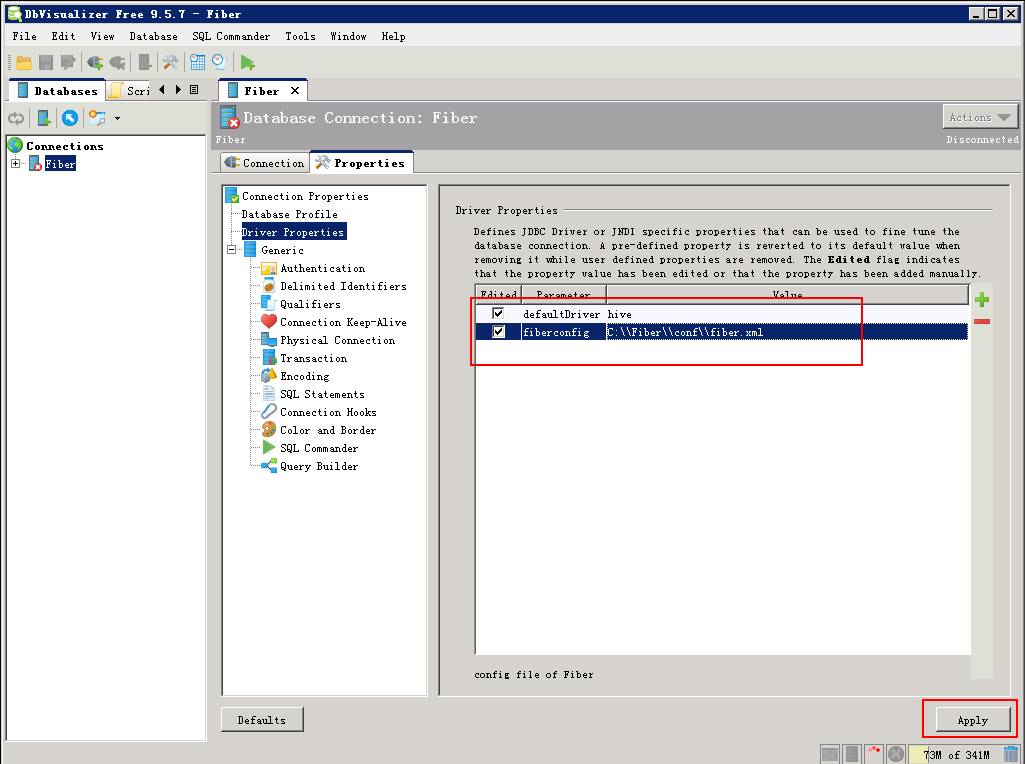 DbVisualizer Free 9.5.7 - Fiber
File Edit View Database SQL Commander Tools Window Help
Databases Scri
Fiber
Database Connection: Fiber
Actions
Fiber
Disconnected
Connections
Fiber
Connection Properties
Connection Properties
Database Profile
Driver Properties
Generic
Authentication
Delimited Identifiers
Qualifiers
Connection Keep-Alive
Physical Connection
Transaction
Encoding
SQL Statements
Connection Hooks
Color and Border
SQL Commander
Query Builder
Driver Properties
Defines JDBC Driver or JNDI specific properties that can be used to fine tune the
database connection. A pre-defined property is reverted to its default value when
removing it while user defined properties are removed. The Edited flag indicates
that the property value has been edited or that the property has been added manually.
Edited Parameter Value
defaultDriver hive
fiberconfig C:\\Fiber\\conf\\fiber.xml
config file of Fiber
Defaults
Apply
73M of 341M